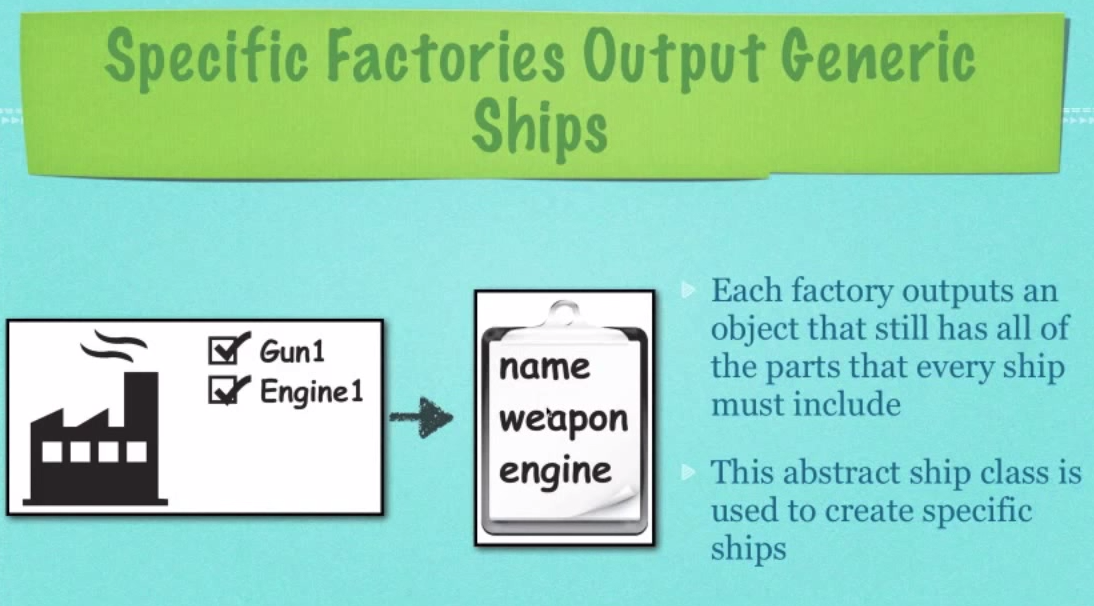 Specific Factories Output Generic
Ships
Gun1
Engine1
name
weapon
engine
Each factory outputs an
object that still has all of
the parts that every ship
must include
This abstract ship class is
used to create specific
ships